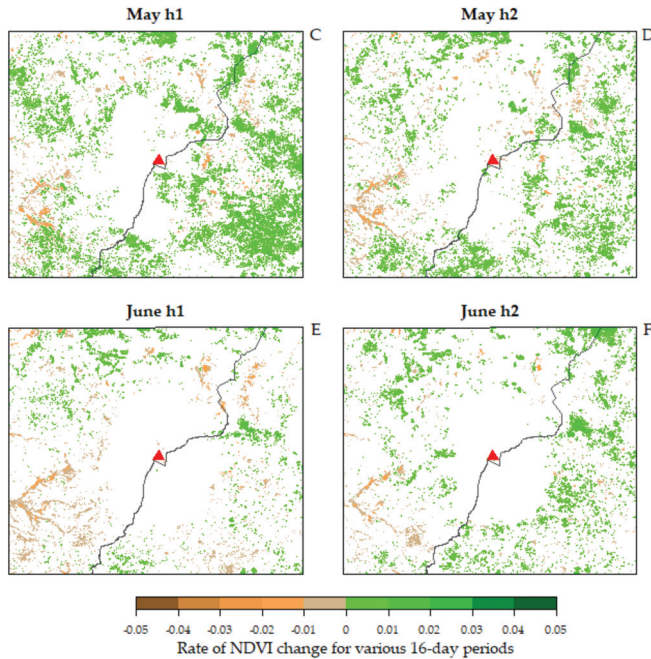 May h1
C
May h2
D
June h1
E
June h2
F
-0.05 -0.04 -0.03 -0.02 -0.01 0 0.01 0.02 0.03 0.04 0.05
Rate of NDVI change for various 16-day periods